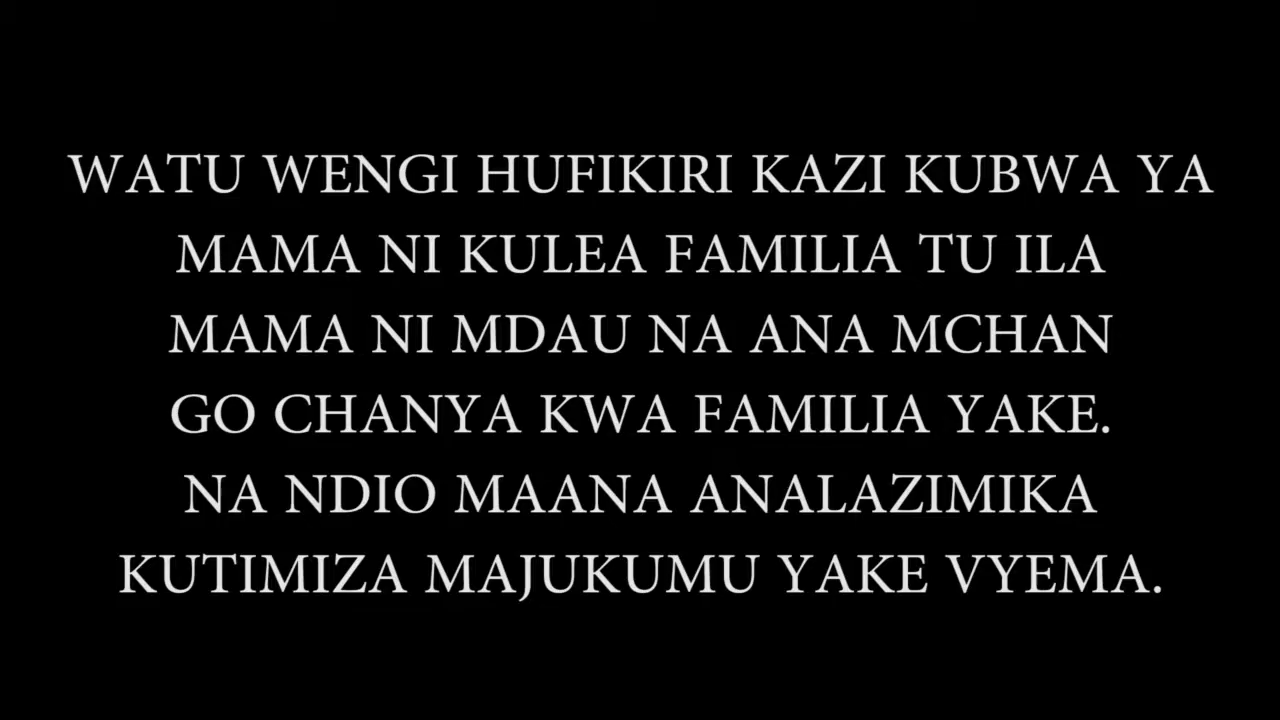 WATU WENGI HUFIKIRI KAZI KUBWA YA
MAMA NI KULEA FAMILIA TU ILA
MAMA NI MDAU NA ANA MCHAN
GO CHANYA KWA FAMILIA YAKE.
NA NDIO MAANA ANALAZIMIKA
KUTIMIZA MAJUKUMU YAKE VYEMA.